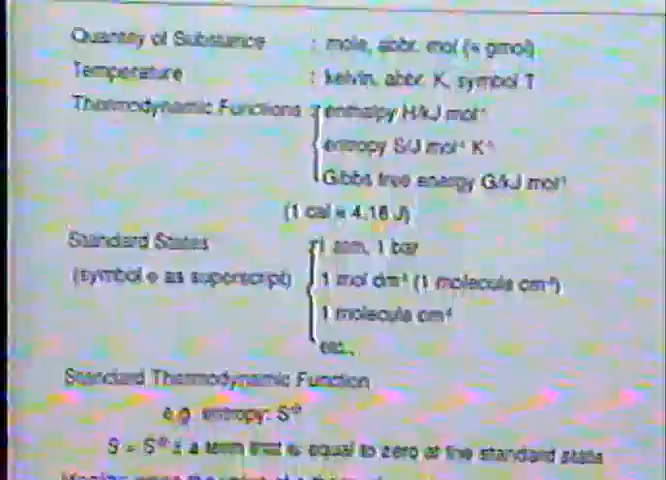 Quantity of Substance : mole, abbr. mol (= gmol)
Temperature : kelvin, abbr. K, symbol T
Thermodynamic Functions : enthalpy H/kJ mol⁻¹
entropy S/J mol⁻¹ K⁻¹
Gibbs free energy G/kJ mol⁻¹
(1 cal = 4.18 J)
Standard States 1 atm, 1 bar
(symbol ⦵ as superscript) 1 mol dm⁻³ (1 molecule cm⁻³)
1 molecule cm⁻²
etc.,
Standard Thermodynamic Function
e.g. entropy: S⦵
S = S⦵ ± a term that is equal to zero at the standard state